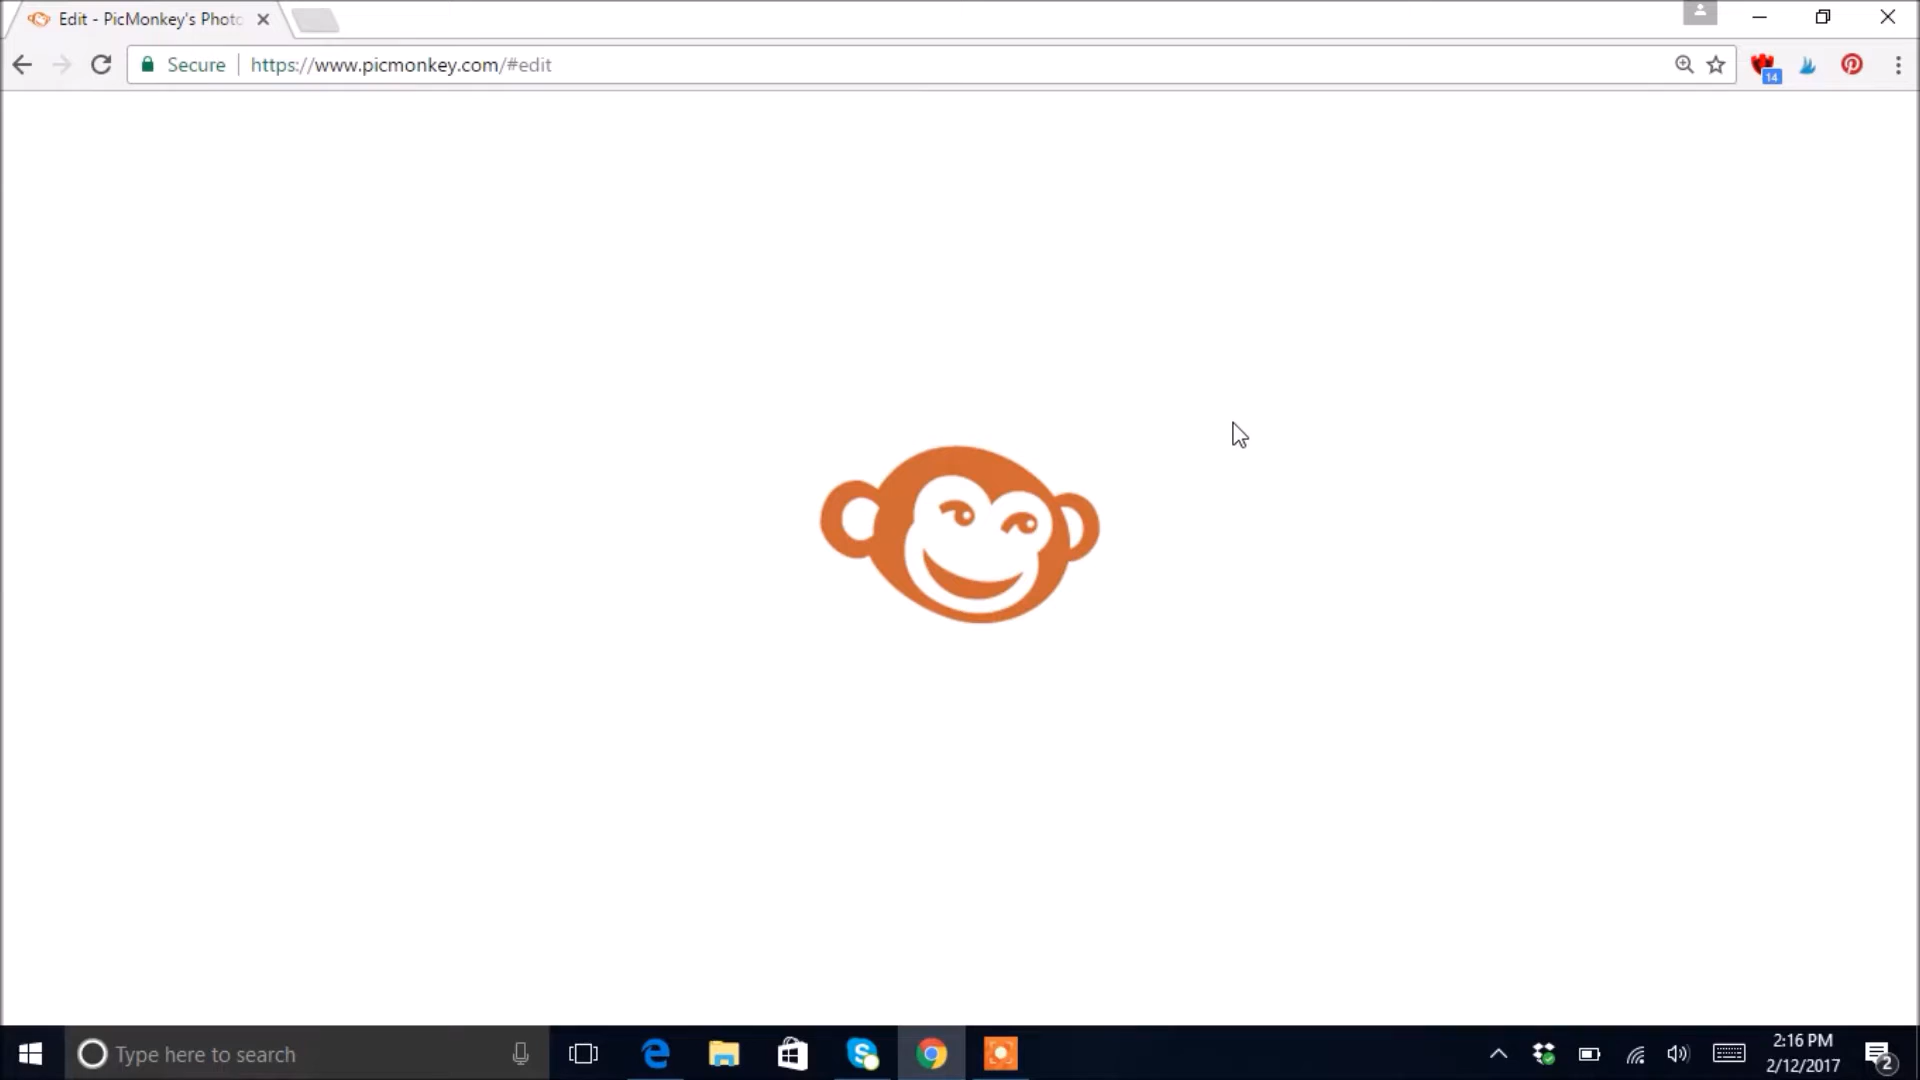 Edit - PicMonkey's Photo
Secure
https://www.picmonkey.com/#edit
14
Type here to search
2:16 PM
2/12/2017
2